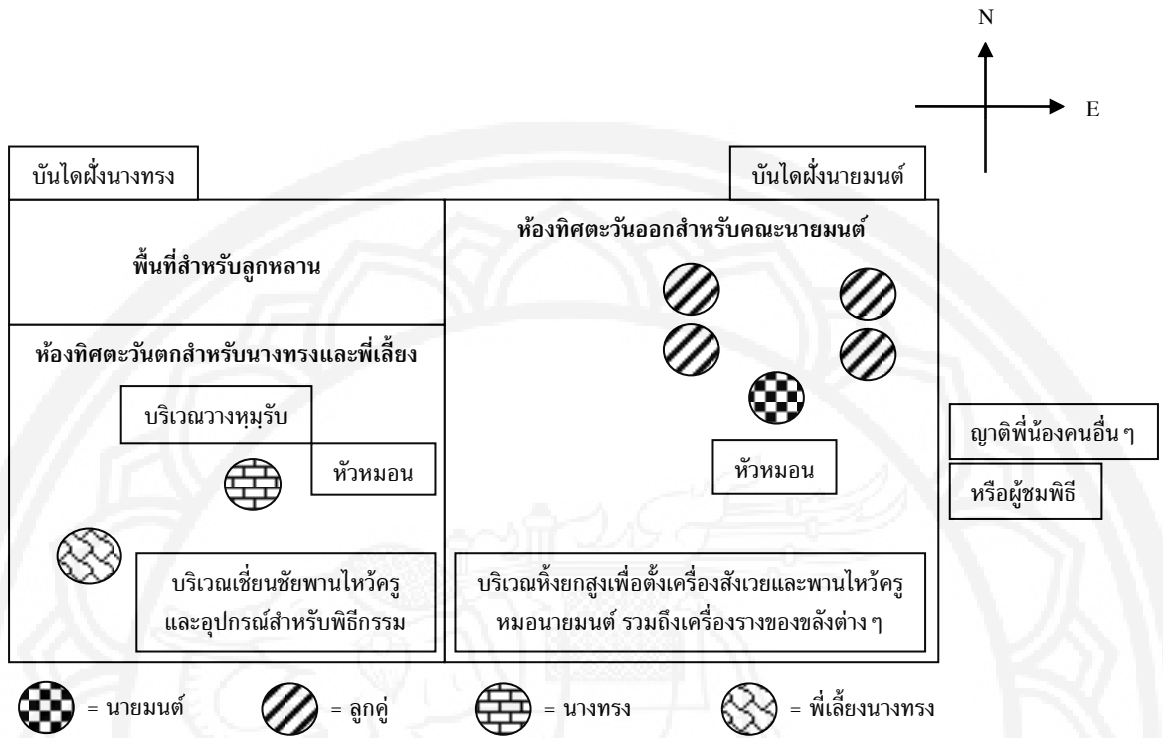 N
E
บันไดฝั่งนางทรง
บันไดฝั่งนายมนต์
ห้องทิศตะวันออกสำหรับคณะนายมนต์
พื้นที่สำหรับลูกหลาน
ห้องทิศตะวันตกสำหรับนางทรงและพี่เลี้ยง
บริเวณวางหฺมฺรับ
หัวหมอน
หัวหมอน
ญาติพี่น้องคนอื่น ๆ
หรือผู้ชมพิธี
บริเวณเชี่ยนชัยพานไหว้ครู
และอุปกรณ์สำหรับพิธีกรรม
บริเวณหิ้งยกสูงเพื่อตั้งเครื่องสังเวยและพานไหว้ครู
หมอนายมนต์ รวมถึงเครื่องรางของขลังต่าง ๆ
= นายมนต์
= ลูกคู่
= นางทรง
= พี่เลี้ยงนางทรง